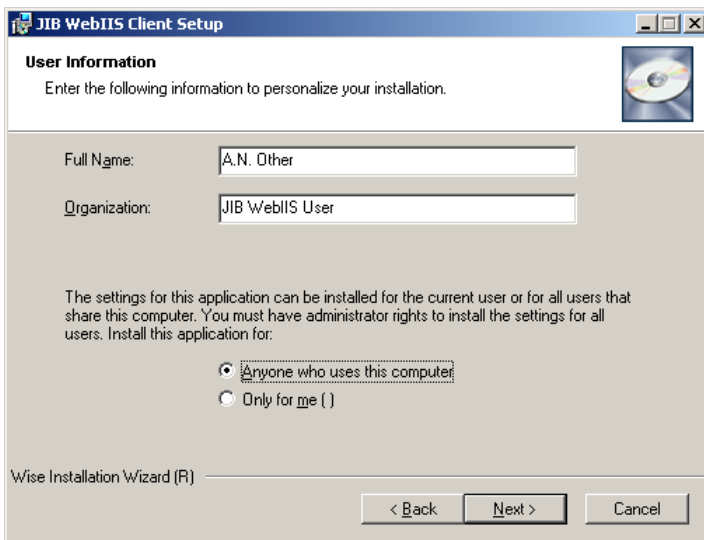 JIB WebIIS Client Setup
User Information
Enter the following information to personalize your installation.
Full Name:
A.N. Other
Organization:
JIB WebIIS User
The settings for this application can be installed for the current user or for all users that
share this computer. You must have administrator rights to install the settings for all
users. Install this application for:
Anyone who uses this computer
Only for me ( )
Wise Installation Wizard (R)
< Back
Next >
Cancel